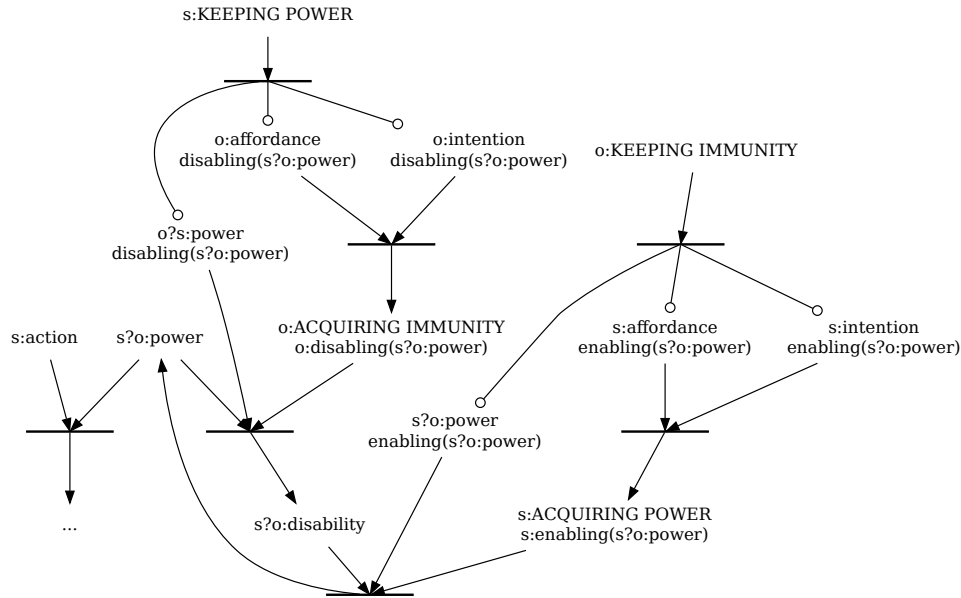 s:KEEPING POWER
o:affordance
disabling(s?o:power)
o:intention
disabling(s?o:power)
o:KEEPING IMMUNITY
o?s:power
disabling(s?o:power)
s:action
s?o:power
o:ACQUIRING IMMUNITY
o:disabling(s?o:power)
s:affordance
enabling(s?o:power)
s:intention
enabling(s?o:power)
s?o:power
enabling(s?o:power)
...
s?o:disability
s:ACQUIRING POWER
s:enabling(s?o:power)